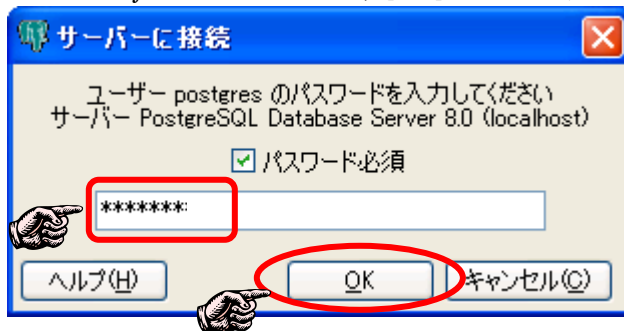 サーバーに接続
ユーザー postgres のパスワードを入力してください
サーバー PostgreSQL Database Server 8.0 (localhost)
パスワード必須
*******
ヘルプ(H)
OK
キャンセル(C)